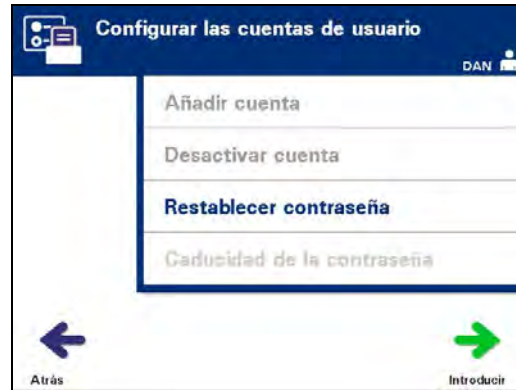 Configurar las cuentas de usuario
DAN
Añadir cuenta
Desactivar cuenta
Restablecer contraseña
Caducidad de la contraseña
Atrás
Introducir